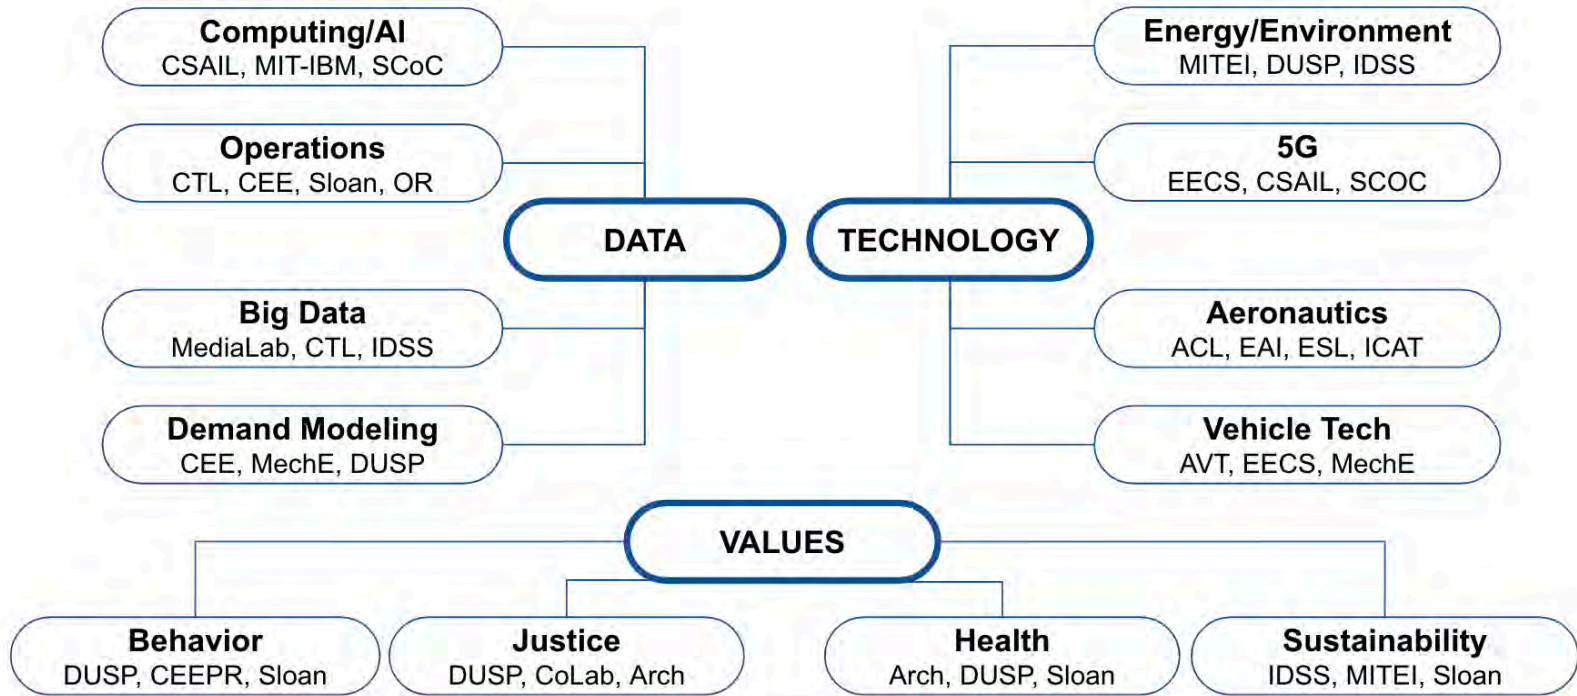 Computing/AI
CSAIL, MIT-IBM, SCoC
Operations
CTL, CEE, Sloan, OR
DATA
Big Data
MediaLab, CTL, IDSS
Demand Modeling
CEE, MechE, DUSP
Energy/Environment
MITEI, DUSP, IDSS
5G
EECS, CSAIL, SCOC
TECHNOLOGY
Aeronautics
ACL, EAI, ESL, ICAT
Vehicle Tech
AVT, EECS, MechE
VALUES
Behavior
DUSP, CEEPR, Sloan
Justice
DUSP, CoLab, Arch
Health
Arch, DUSP, Sloan
Sustainability
IDSS, MITEI, Sloan